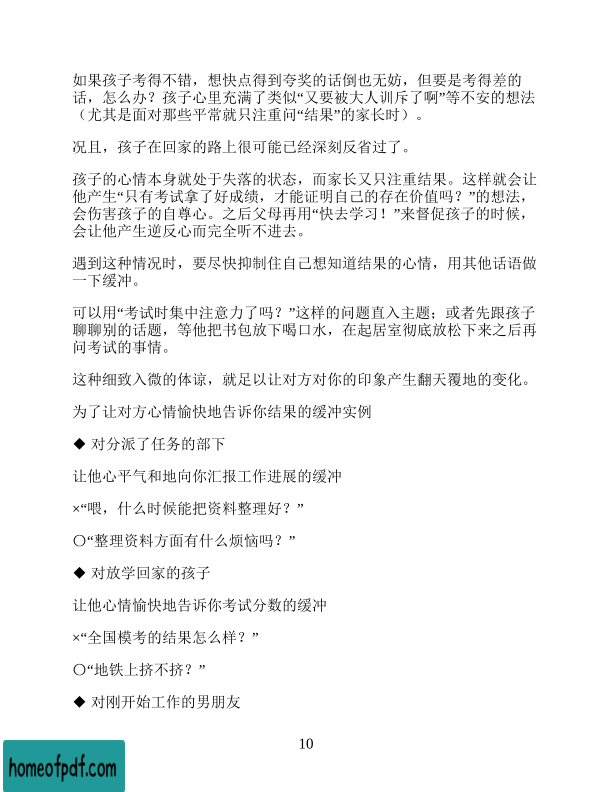 如果孩子考得不错，想快点得到夸奖的话倒也无妨，但要是考得差的
话，怎么办？孩子心里充满了类似“又要被大人训斥了啊”等不安的想法
（尤其是面对那些平常就只注重问“结果”的家长时）。
况且，孩子在回家的路上很可能已经深刻反省过了。
孩子的心情本身就处于失落的状态，而家长又只注重结果。这样就会让
他产生“只有考试拿了好成绩，才能证明自己的存在价值吗？”的想法，
会伤害孩子的自尊心。之后父母再用“快去学习！”来督促孩子的时候，
会让他产生逆反心而完全听不进去。
遇到这种情况时，要尽快抑制住自己想知道结果的心情，用其他话语做
一下缓冲。
可以用“考试时集中注意力了吗？”这样的问题直入主题；或者先跟孩子
聊聊别的话题，等他把书包放下喝口水，在起居室彻底放松下来之后再
问考试的事情。
这种细致入微的体谅，就足以让对方对你的印象产生翻天覆地的变化。
为了让对方心情愉快地告诉你结果的缓冲实例
◆ 对分派了任务的部下
让他心平气和地向你汇报工作进展的缓冲
×“喂，什么时候能把资料整理好？”
〇“整理资料方面有什么烦恼吗？”
◆ 对放学回家的孩子
让他心情愉快地告诉你考试分数的缓冲
×“全国模考的结果怎么样？”
〇“地铁上挤不挤？”
◆ 对刚开始工作的男朋友
10
homeofpdf.com